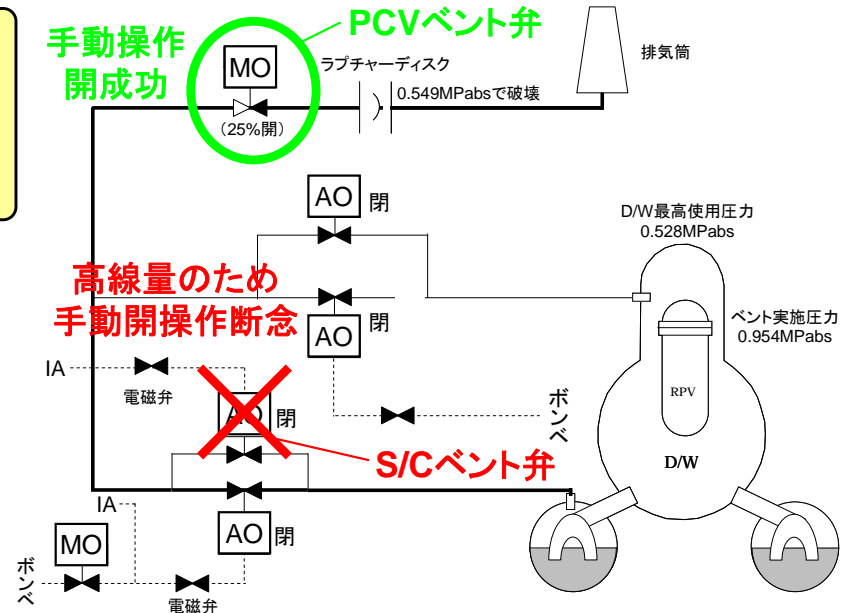 手動操作
開成功
PCVベント弁
MO
(25%開)
ラプチャーディスク
0.549MPabsで破壊
排気筒
AO
閉
D/W最高使用圧力
0.528MPabs
高線量のため
手動開操作断念
閉
AO
ベント実施圧力
0.954MPabs
IA
電磁弁
AO
閉
RPV
ボンベ
D/W
S/Cベント弁
IA
MO
AO
閉
ボンベ
電磁弁